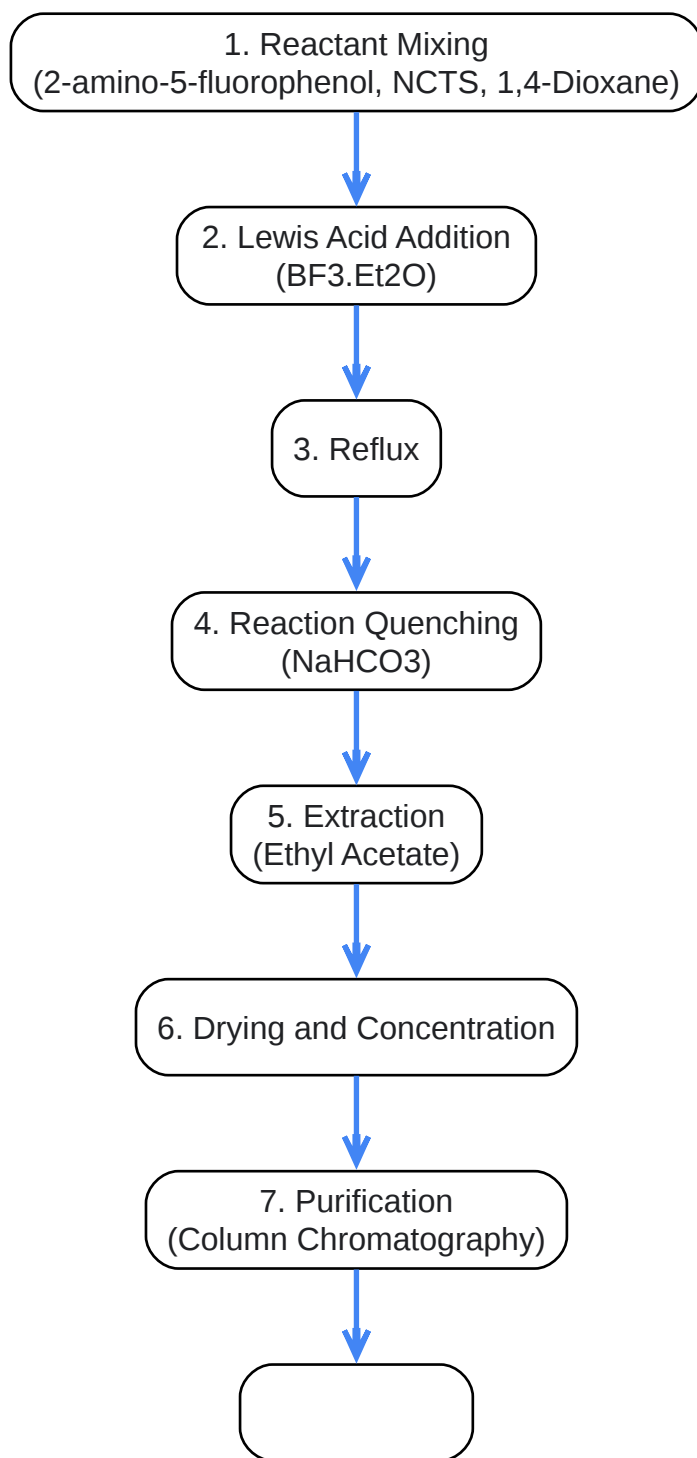 1. Reactant Mixing
(2-amino-5-fluorophenol, NCTS, 1,4-Dioxane)
2. Lewis Acid Addition
(BF3.Et2O)
3. Reflux
4. Reaction Quenching
(NaHCO3)
5. Extraction
(Ethyl Acetate)
6. Drying and Concentration
7. Purification
(Column Chromatography)